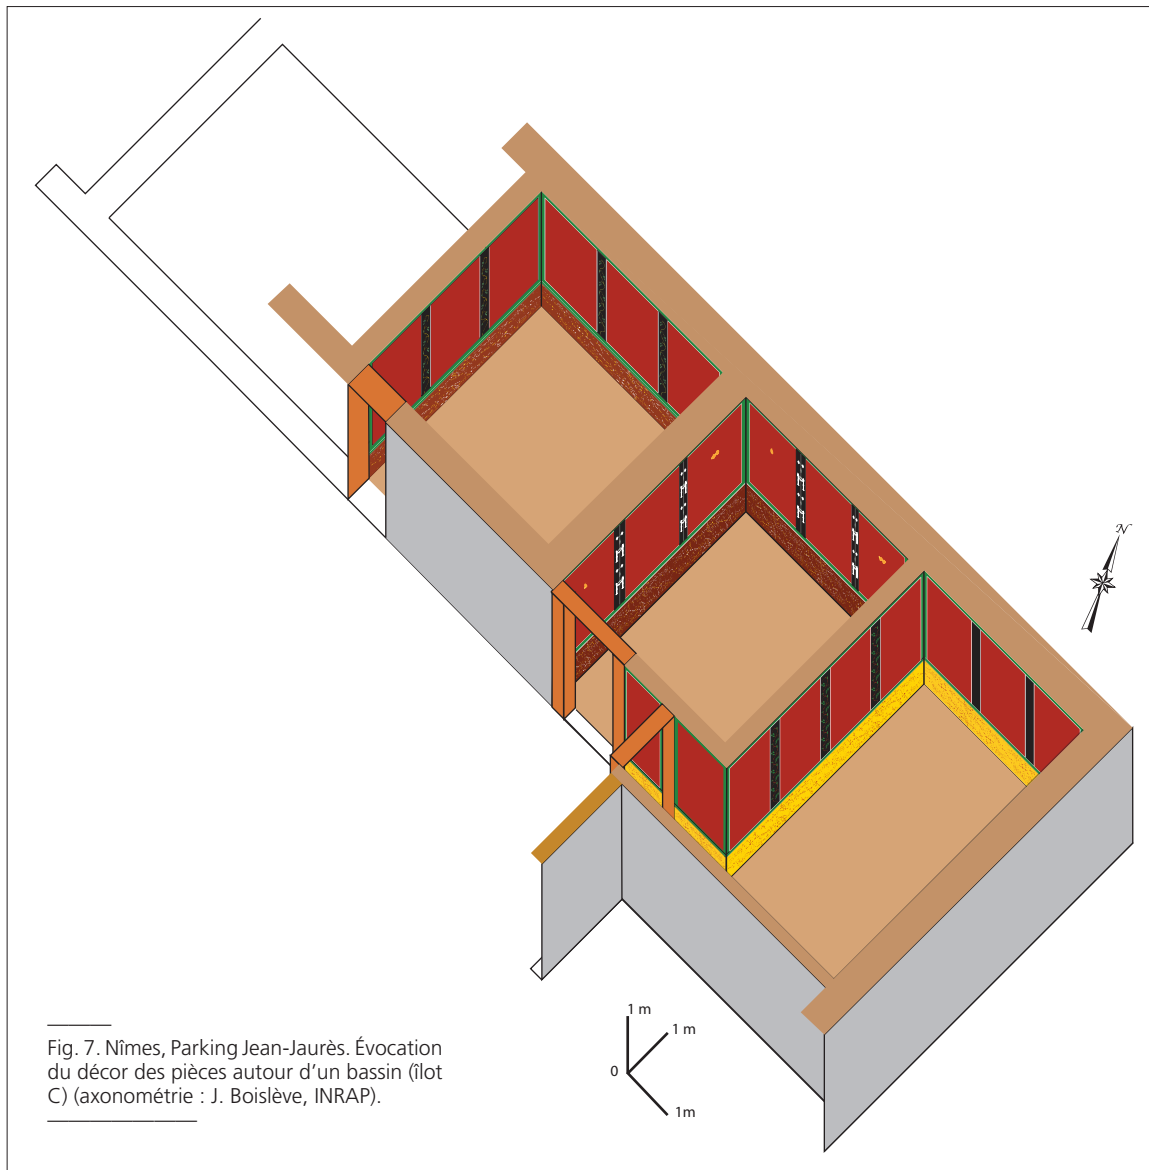 N
1 m
1 m
0
1m
Fig. 7. Nîmes, Parking Jean-Jaurès. Évocation
du décor des pièces autour d’un bassin (îlot
C) (axonométrie : J. Boislève, INRAP).